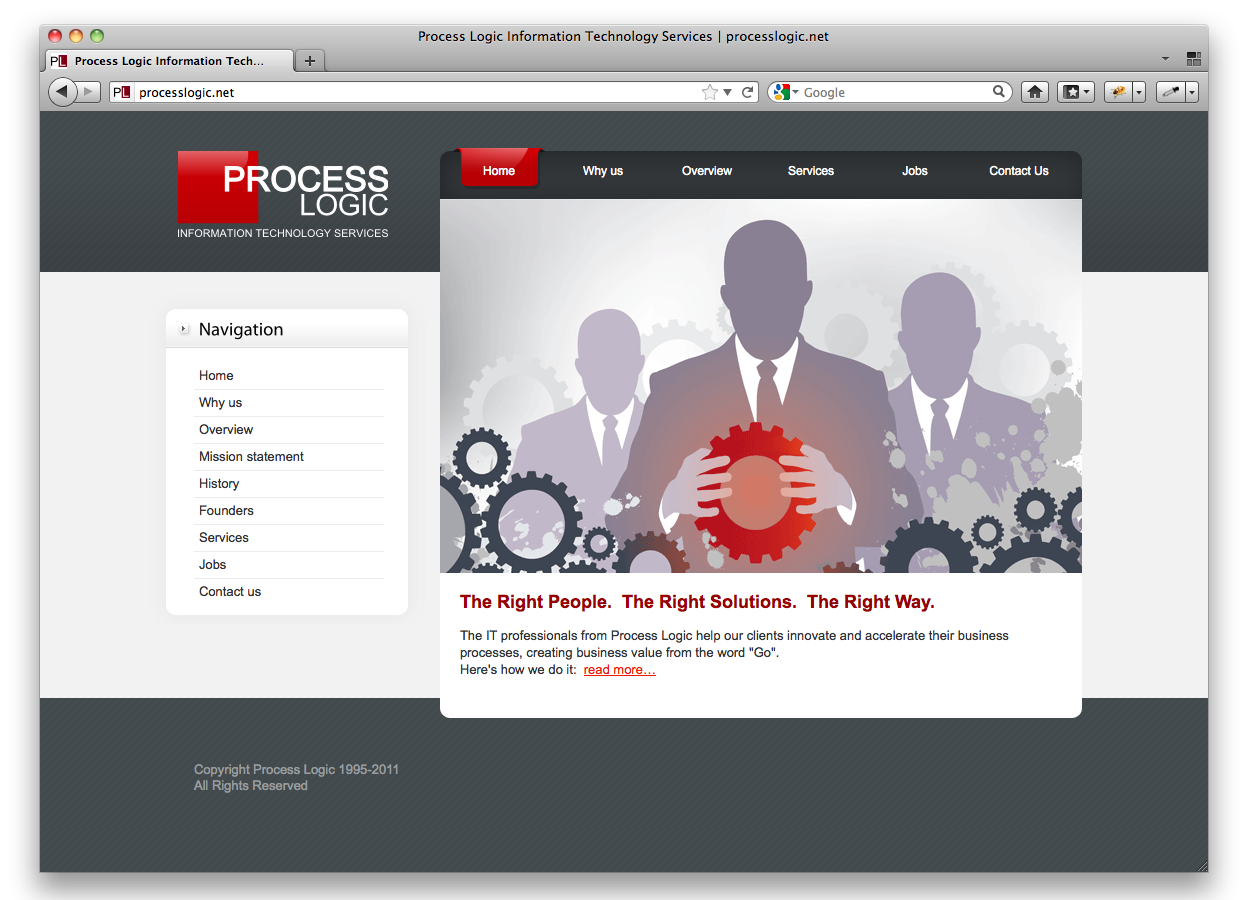 Process Logic Information Technology Services | processlogic.net
PL Process Logic Information Tech...
PL processlogic.net
Google
PROCESS
LOGIC
INFORMATION TECHNOLOGY SERVICES
Home
Why us
Overview
Services
Jobs
Contact Us
Navigation
Home
Why us
Overview
Mission statement
History
Founders
Services
Jobs
Contact us
The Right People. The Right Solutions. The Right Way.
The IT professionals from Process Logic help our clients innovate and accelerate their business
processes, creating business value from the word "Go".
Here's how we do it: read more...
Copyright Process Logic 1995-2011
All Rights Reserved